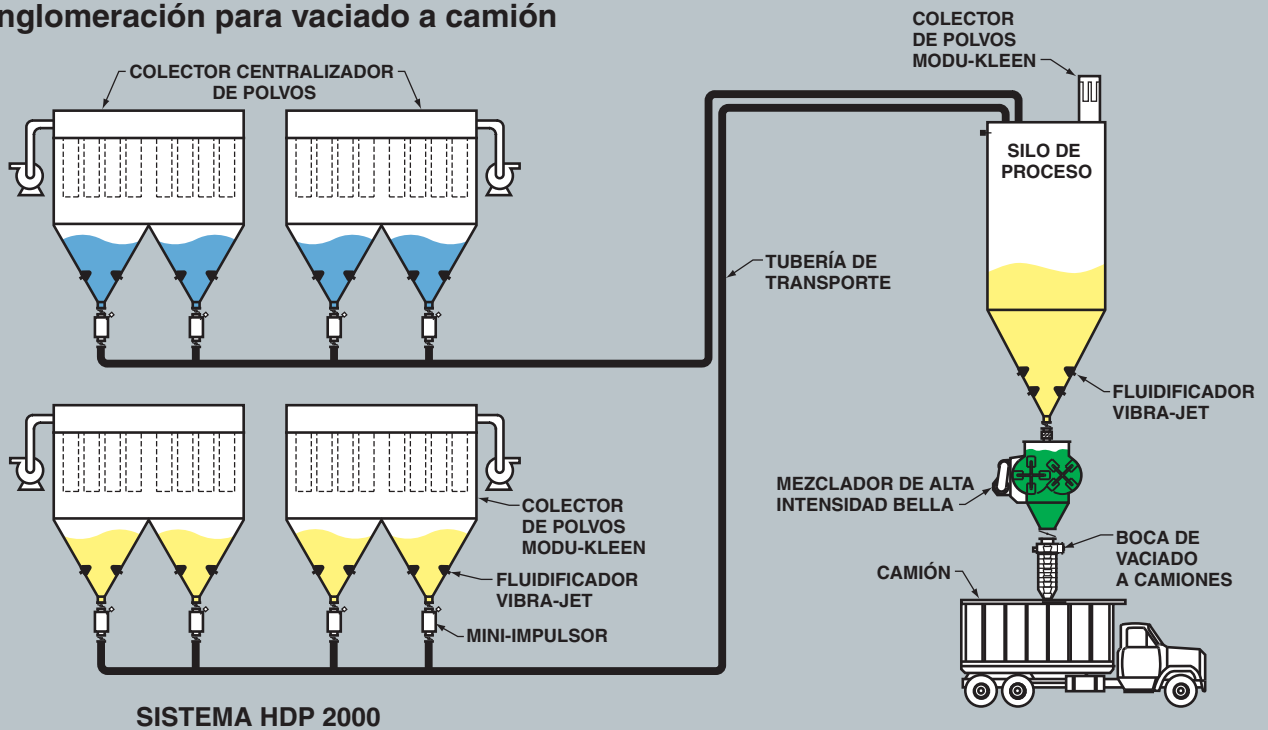 nglomeración para vaciado a camión
COLECTOR CENTRALIZADOR
DE POLVOS
COLECTOR
DE POLVOS
MODU-KLEEN
SILO DE
PROCESO
TUBERÍA DE
TRANSPORTE
FLUIDIFICADOR
VIBRA-JET
MEZCLADOR DE ALTA
INTENSIDAD BELLA
BOCA DE
VACIADO
A CAMIONES
CAMIÓN
COLECTOR
DE POLVOS
MODU-KLEEN
FLUIDIFICADOR
VIBRA-JET
MINI-IMPULSOR
SISTEMA HDP 2000